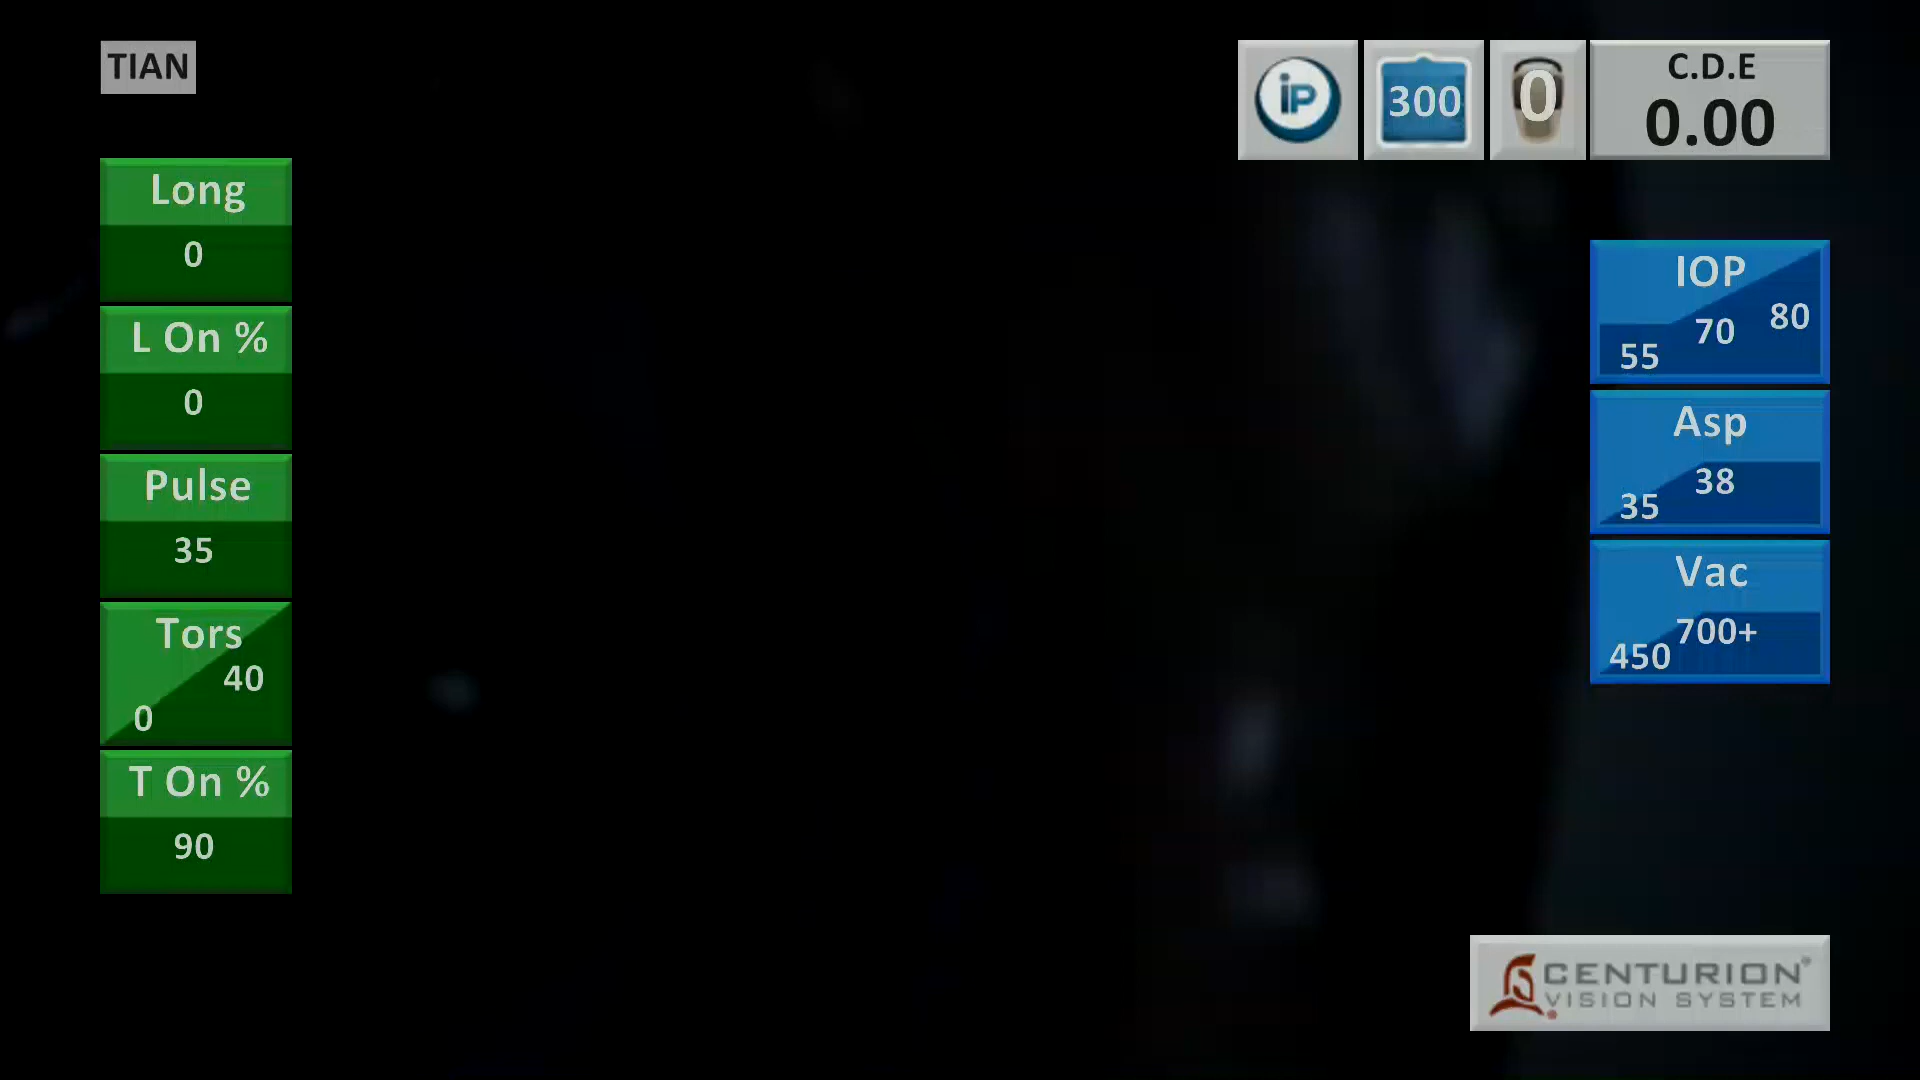 TIAN
iP
300
0
C.D.E
0.00
Long
0
L On %
0
Pulse
35
Tors
40
0
T On %
90
IOP
80
70
55
Asp
38
35
Vac
700+
450
CENTURION®
VISION SYSTEM